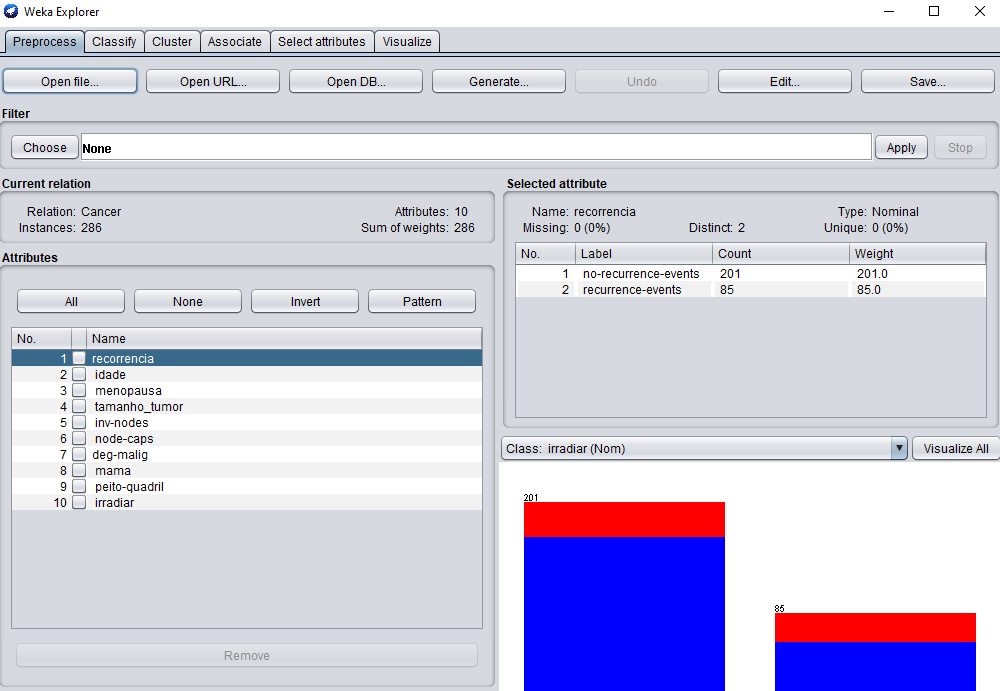 Weka Explorer
Preprocess Classify Cluster Associate Select attributes Visualize
Open file... Open URL... Open DB... Generate... Undo Edit... Save...
Filter
Choose None Apply Stop
Current relation
Relation: Cancer Attributes: 10
Instances: 286 Sum of weights: 286
Attributes
All None Invert Pattern
No. Name
1 recorrencia
2 idade
3 menopausa
4 tamanho_tumor
5 inv-nodes
6 node-caps
7 deg-malig
8 mama
9 peito-quadril
10 irradiar
Remove
Selected attribute
Name: recorrencia Type: Nominal
Missing: 0 (0%) Distinct: 2 Unique: 0 (0%)
No. Label Count Weight
1 no-recurrence-events 201 201.0
2 recurrence-events 85 85.0
Class: irradiar (Nom) Visualize All
201
85